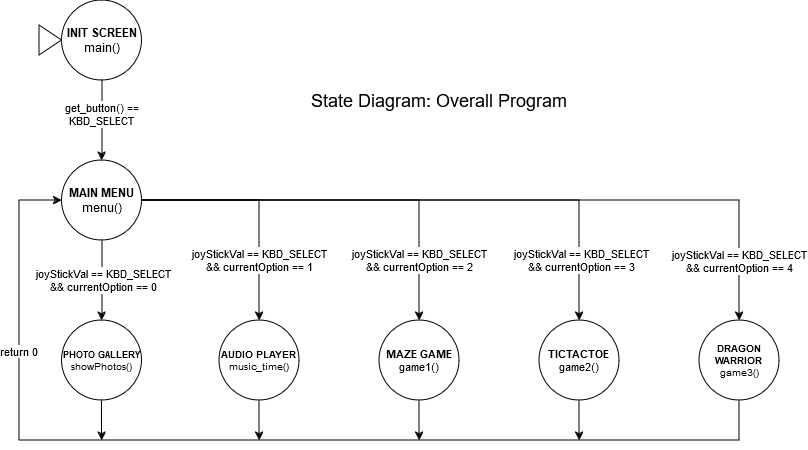 INIT SCREEN
main()
get_button() ==
KBD_SELECT
State Diagram: Overall Program
MAIN MENU
menu()
joyStickVal == KBD_SELECT
&& currentOption == 0
joyStickVal == KBD_SELECT
&& currentOption == 1
joyStickVal == KBD_SELECT
&& currentOption == 2
joyStickVal == KBD_SELECT
&& currentOption == 3
joyStickVal == KBD_SELECT
&& currentOption == 4
return 0
PHOTO GALLERY
showPhotos()
AUDIO PLAYER
music_time()
MAZE GAME
game1()
TICTACTOE
game2()
DRAGON
WARRIOR
game3()